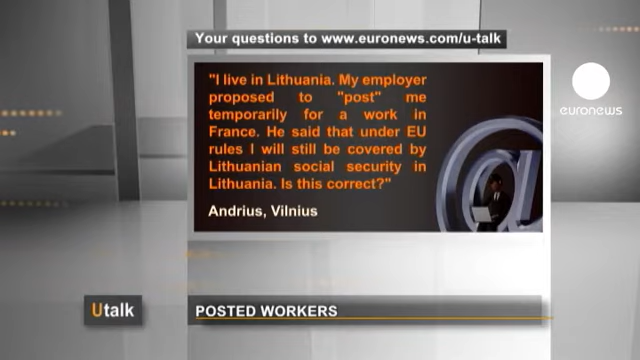 Your questions to www.euronews.com/u-talk
"I live in Lithuania. My employer
proposed to "post" me
temporarily for a work in
France. He said that under EU
rules I will still be covered by
Lithuanian social security in
Lithuania. Is this correct?"
Andrius, Vilnius
euronews
Utalk
POSTED WORKERS